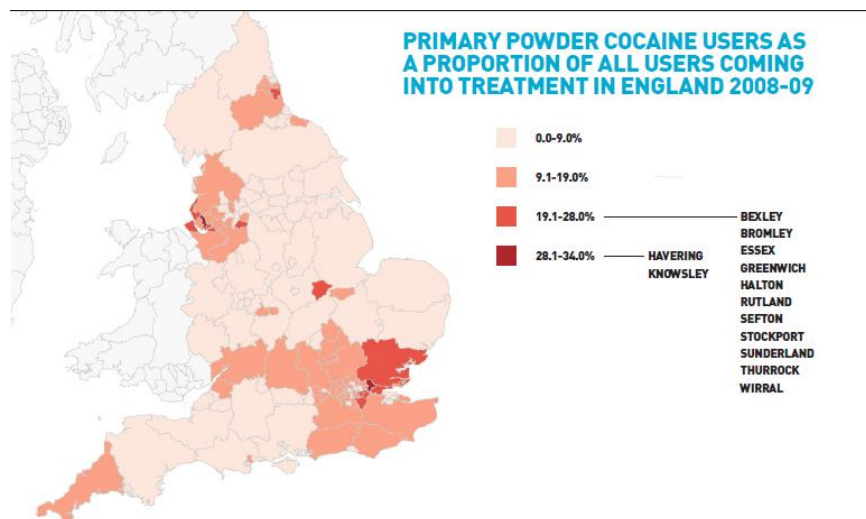 PRIMARY POWDER COCAINE USERS AS
A PROPORTION OF ALL USERS COMING
INTO TREATMENT IN ENGLAND 2008-09
0.0-9.0%
9.1-19.0%
19.1-28.0%
28.1-34.0%
HAVERING
KNOWSLEY
BEXLEY
BROMLEY
ESSEX
GREENWICH
HALTON
RUTLAND
SEFTON
STOCKPORT
SUNDERLAND
THURROCK
WIRRAL